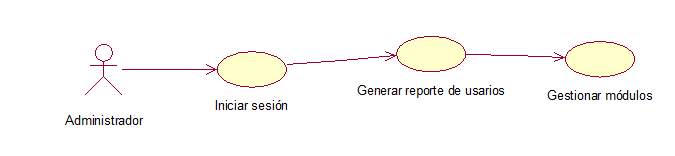 Administrador
Iniciar sesión
Generar reporte de usarios
Gestionar módulos